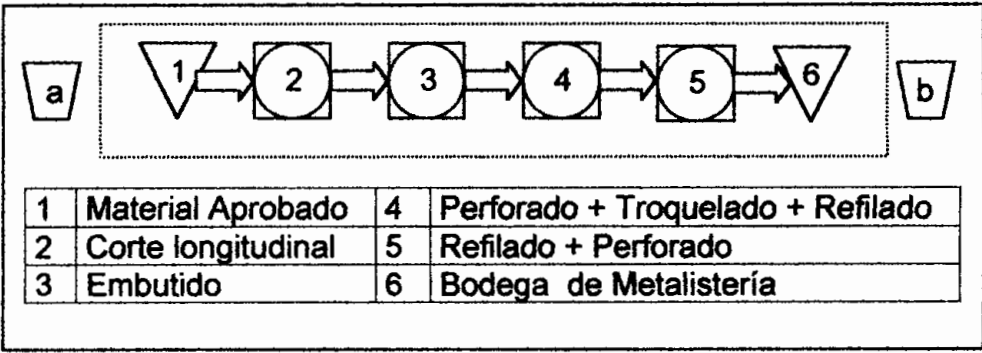 a 1 2 3 4 5 6 b
1 Material Aprobado 4 Perforado + Troquelado + Refilado
2 Corte longitudinal 5 Refilado + Perforado
3 Embutido 6 Bodega de Metalistería